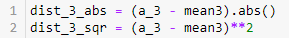 1 dist_3_abs = (a_3 - mean3).abs()
2 dist_3_sqr = (a_3 - mean3)**2